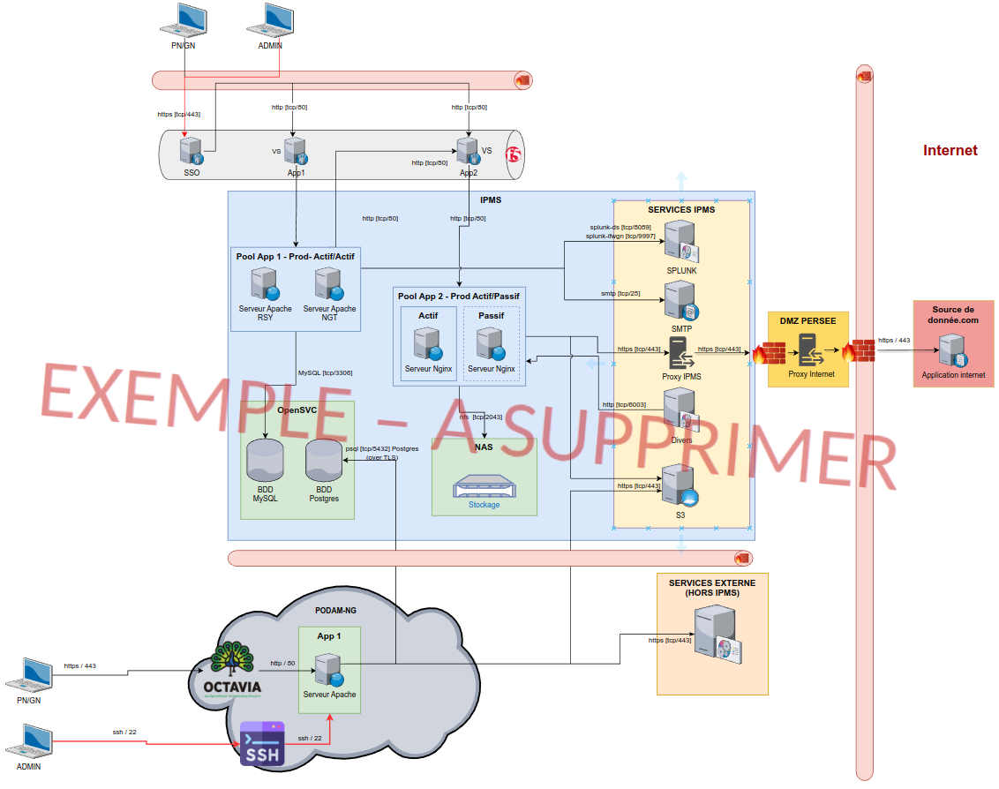 PN/GN
ADMIN
https [tcp/443]
http [tcp/80]
http [tcp/80]
SSO
VS
App1
http [tcp/80]
VS
App2
Internet
IPMS
http [tcp/80]
http [tcp/80]
SERVICES IPMS
splunk-ds [tcp/8089]
splunk-ifwgn [tcp/9997]
SPLUNK
smtp [tcp/25]
SMTP
https [tcp/443]
https [tcp/443]
Proxy IPMS
http [tcp/6003]
Divers
https [tcp/443]
S3
Pool App 1 - Prod- Actif/Actif
Serveur Apache
RSY
Serveur Apache
NGT
Pool App 2 - Prod Actif/Passif
Actif
Serveur Nginx
Passif
Serveur Nginx
DMZ PERSEE
Proxy Internet
https / 443
Source de
donnée.com
Application internet
MySQL [tcp/3306]
OpenSVC
BDD
MySQL
BDD
Postgres
psql [tcp/5432] Postgres
(over TLS)
nfs [tcp/2043]
NAS
Stockage
EXEMPLE – A SUPPRIMER
SERVICES EXTERNE
(HORS IPMS)
https [tcp/443]
PODAM-NG
App 1
Serveur Apache
http / 80
OCTAVIA
https / 443
PN/GN
ssh / 22
ADMIN
SSH
ssh / 22